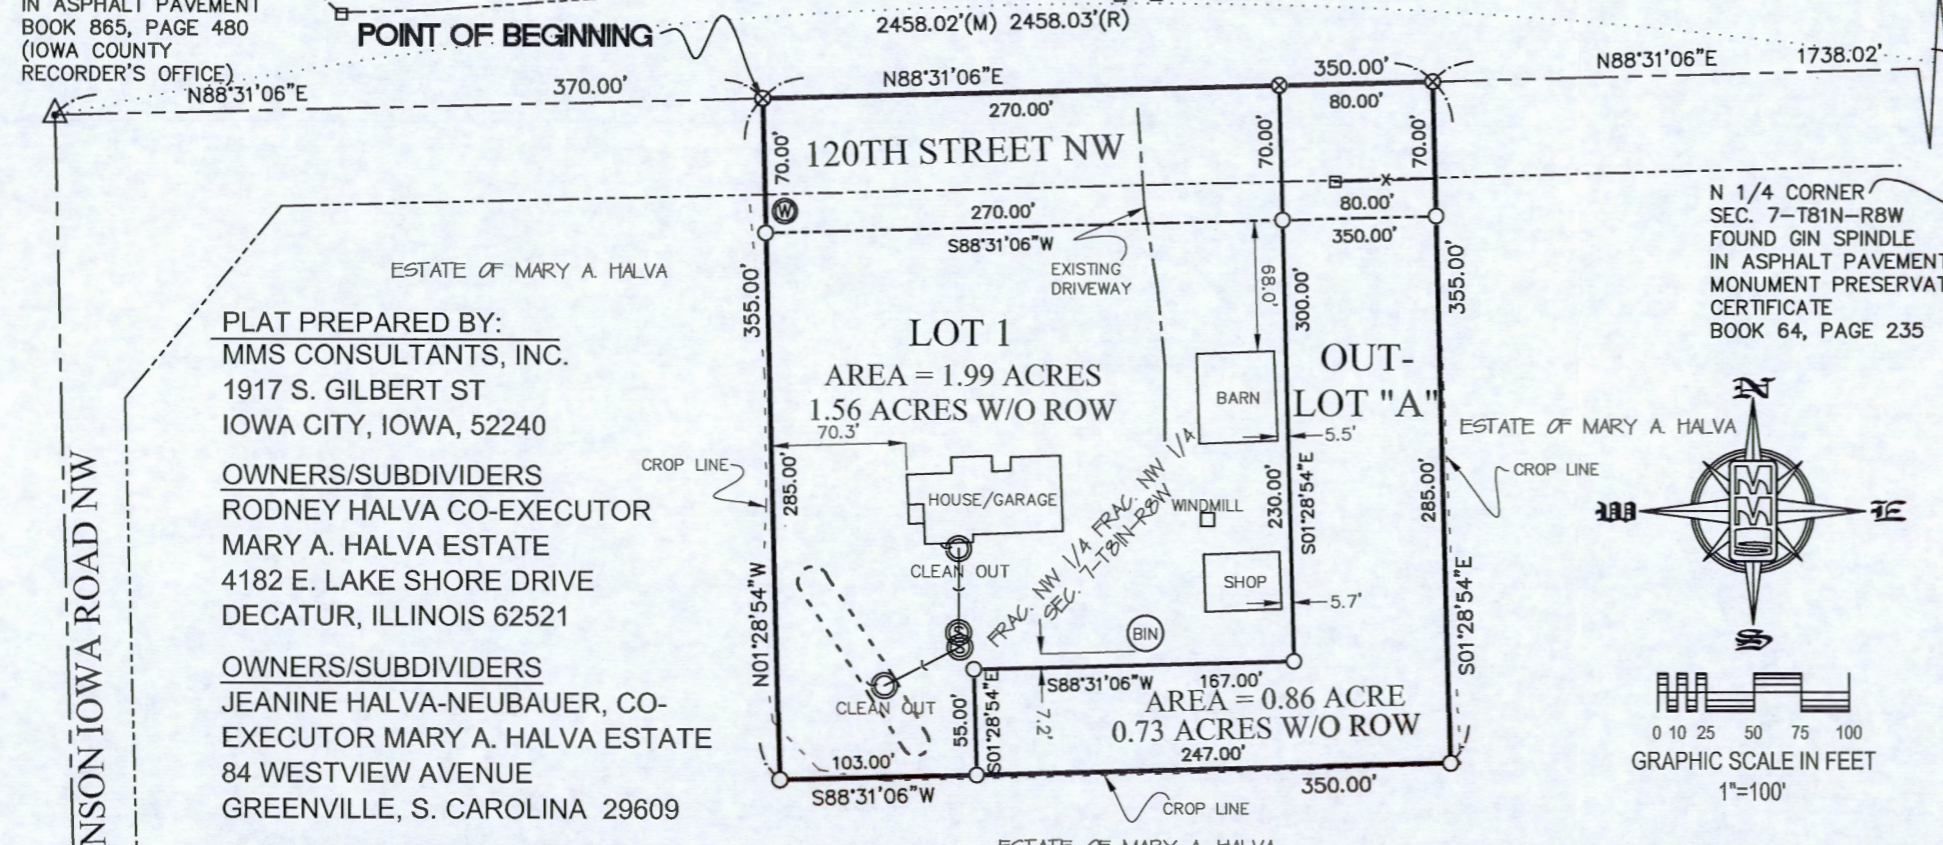 IN ASPHALT PAVEMENT
BOOK 865, PAGE 480
(IOWA COUNTY
RECORDER'S OFFICE)
POINT OF BEGINNING
2458.02'(M) 2458.03'(R)
N88°31'06"E
370.00'
N88°31'06"E
350.00'
N88°31'06"E
1738.02'
270.00'
80.00'
70.00'
120TH STREET NW
70.00'
70.00'
W
270.00'
80.00'
S88°31'06"W
350.00'
N 1/4 CORNER
SEC. 7-T81N-R8W
FOUND GIN SPINDLE
IN ASPHALT PAVEMENT
MONUMENT PRESERVAT
CERTIFICATE
BOOK 64, PAGE 235
ESTATE OF MARY A. HALVA
EXISTING
DRIVEWAY
68.0'
300.00'
355.00'
355.00'
PLAT PREPARED BY:
MMS CONSULTANTS, INC.
1917 S. GILBERT ST
IOWA CITY, IOWA, 52240
LOT 1
AREA = 1.99 ACRES
1.56 ACRES W/O ROW
70.3'
BARN
OUT-
LOT "A"
5.5'
ESTATE OF MARY A. HALVA
CROP LINE
285.00'
HOUSE/GARAGE
FRAC. NW 1/4 FRAC. NW 1/4
SEC. 7-T81N-R8W
WINDMILL
230.00'
S01°28'54"E
285.00'
CROP LINE
N
W
E
S
MMS
OWNERS/SUBDIVIDERS
RODNEY HALVA CO-EXECUTOR
MARY A. HALVA ESTATE
4182 E. LAKE SHORE DRIVE
DECATUR, ILLINOIS 62521
CLEAN OUT
SHOP
5.7'
N01°28'54"W
S01°28'54"E
BIN
OWNERS/SUBDIVIDERS
JEANINE HALVA-NEUBAUER, CO-
EXECUTOR MARY A. HALVA ESTATE
84 WESTVIEW AVENUE
GREENVILLE, S. CAROLINA 29609
NSON IOWA ROAD NW
CLEAN OUT
55.00'
S01°28'54"E
S88°31'06"W
167.00'
7.2'
AREA = 0.86 ACRE
0.73 ACRES W/O ROW
103.00'
247.00'
S88°31'06"W
350.00'
CROP LINE
ESTATE OF MARY A. HALVA
0 10 25 50 75 100
GRAPHIC SCALE IN FEET
1"=100'